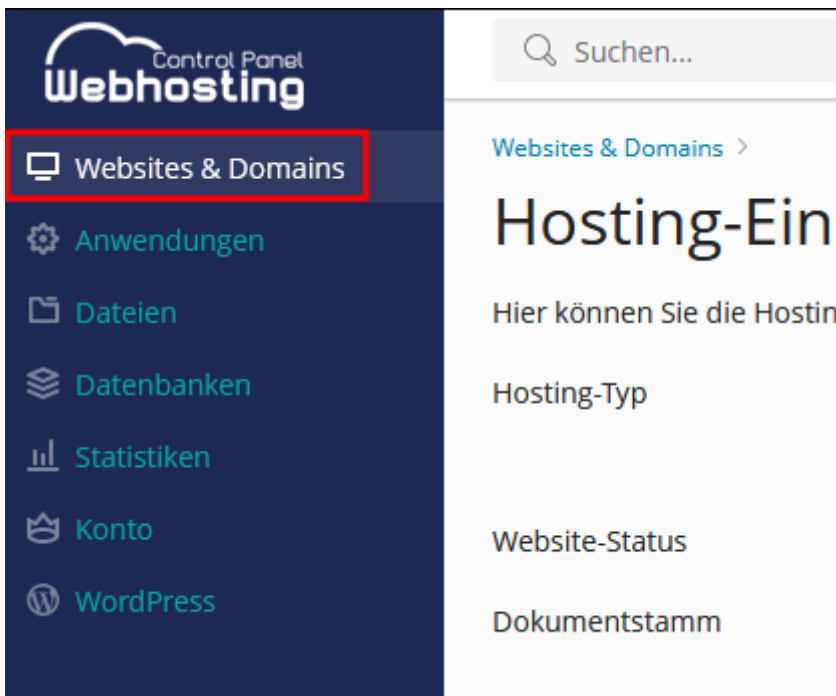 Control Panel
Webhosting
Websites & Domains
Anwendungen
Dateien
Datenbanken
Statistiken
Konto
WordPress
Suchen...
Websites & Domains >
Hosting-Ein
Hier können Sie die Hostin
Hosting-Typ
Website-Status
Dokumentstamm